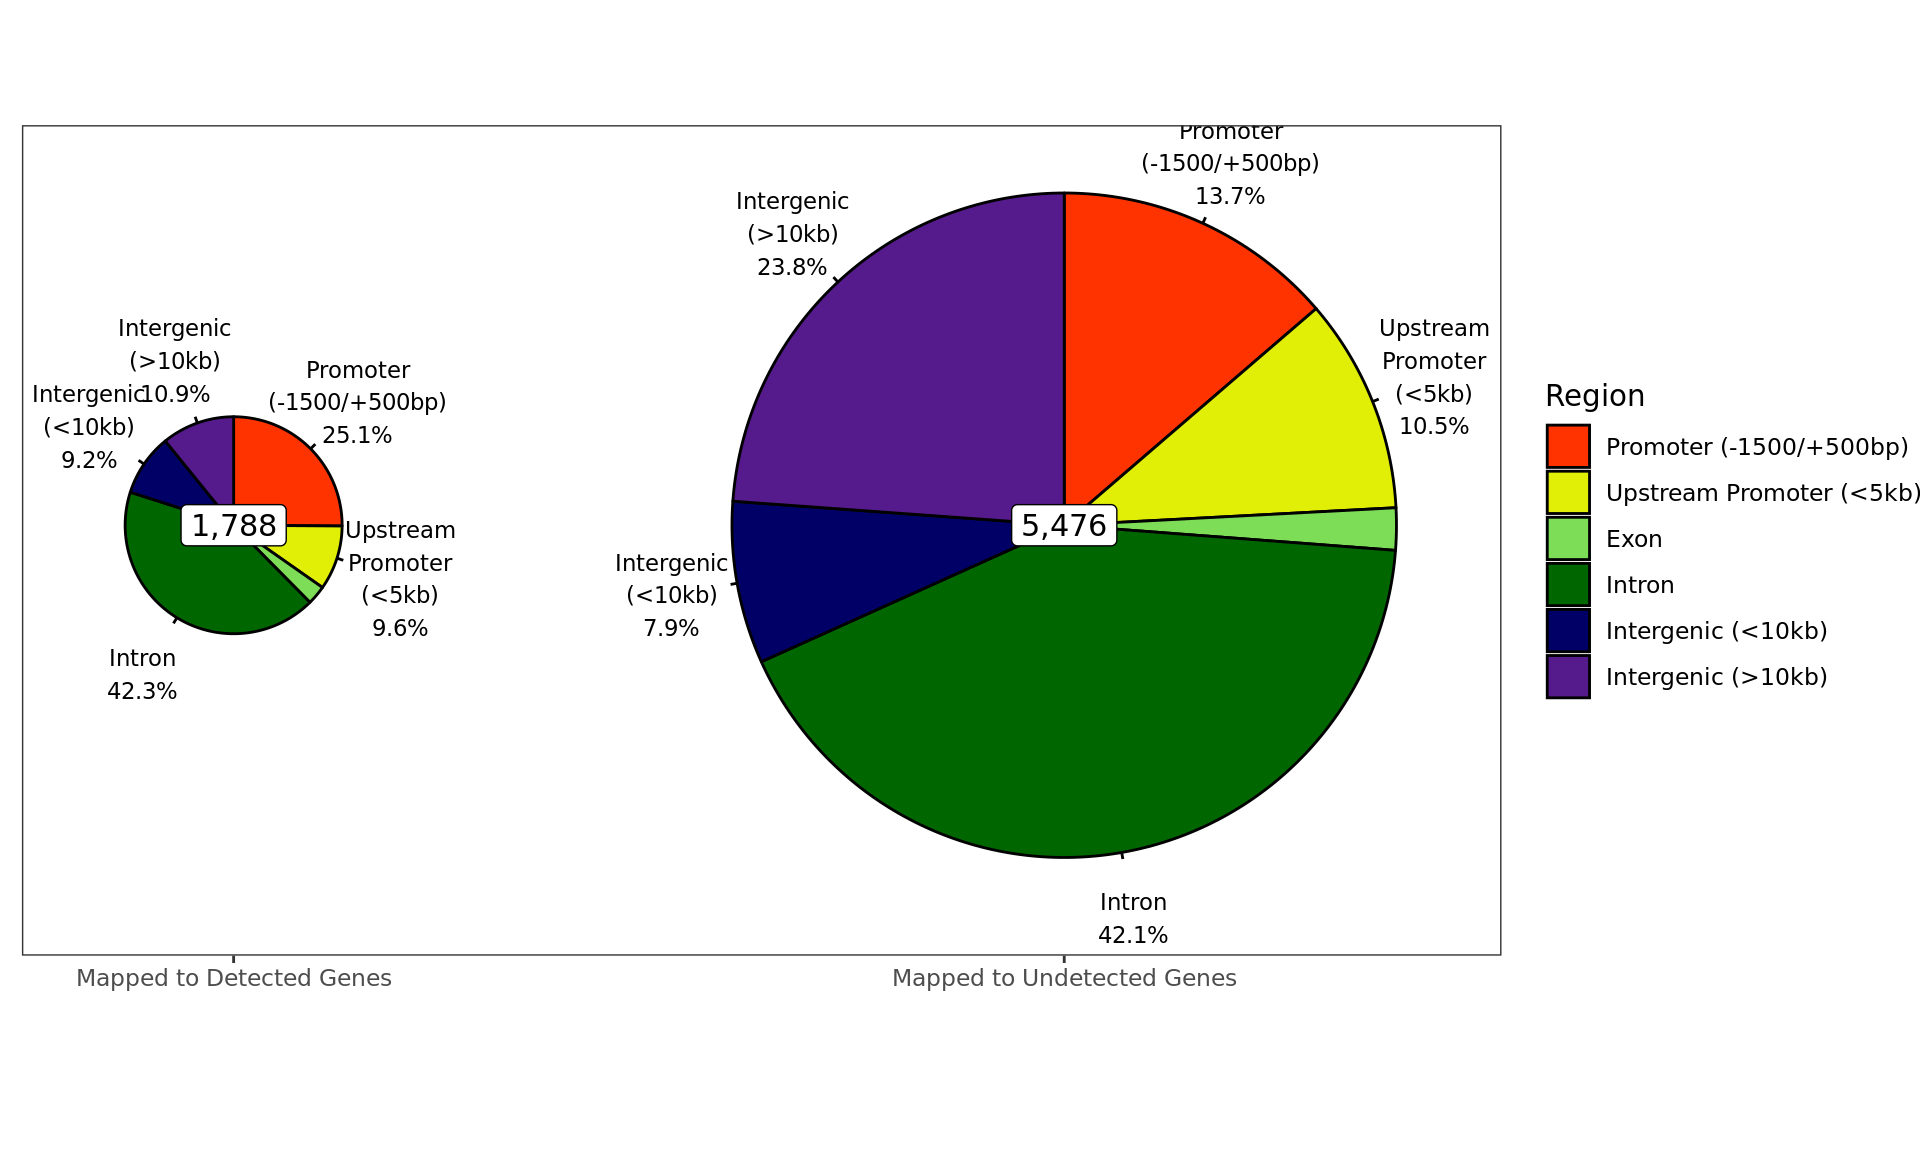 Intergenic
(>10kb)
10.9%
Intergenic
(<10kb)
9.2%
Promoter
(-1500/+500bp)
25.1%
1,788
Upstream
Promoter
(<5kb)
9.6%
Intron
42.3%
Promoter
(-1500/+500bp)
13.7%
Intergenic
(>10kb)
23.8%
Upstream
Promoter
(<5kb)
10.5%
5,476
Intergenic
(<10kb)
7.9%
Intron
42.1%
Mapped to Detected Genes
Mapped to Undetected Genes
Region
Promoter (-1500/+500bp)
Upstream Promoter (<5kb)
Exon
Intron
Intergenic (<10kb)
Intergenic (>10kb)